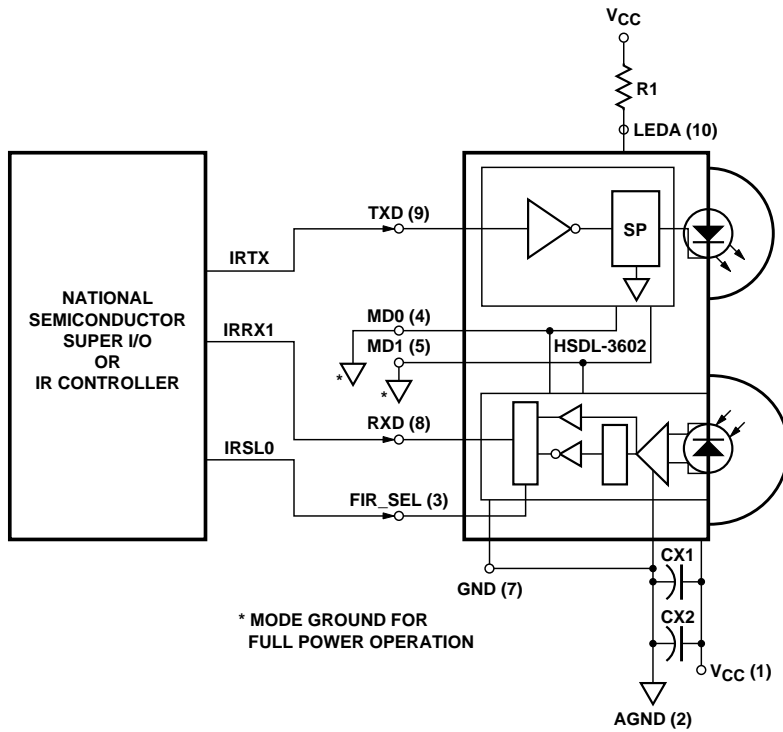 VCC
R1
LEDA (10)
TXD (9)
SP
IRTX
NATIONAL
SEMICONDUCTOR
SUPER I/O
OR
IR CONTROLLER
MD0 (4)
*
MD1 (5)
*
HSDL-3602
IRRX1
RXD (8)
IRSL0
FIR_SEL (3)
GND (7)
CX1
CX2
* MODE GROUND FOR
FULL POWER OPERATION
VCC (1)
AGND (2)